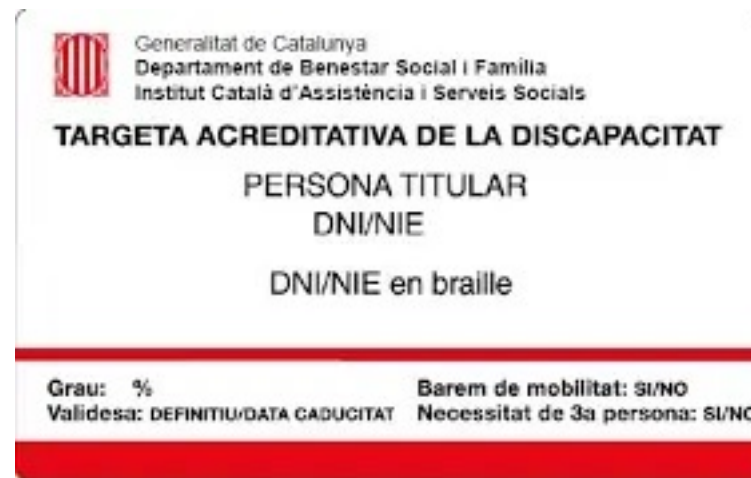 Generalitat de Catalunya
Departament de Benestar Social i Família
Institut Català d'Assistència i Serveis Socials
TARGETA ACREDITATIVA DE LA DISCAPACITAT
PERSONA TITULAR
DNI/NIE
DNI/NIE en braille
Grau: % Barem de mobilitat: SI/NO
Validesa: DEFINITIU/DATA CADUCITAT Necessitat de 3a persona: SI/NO